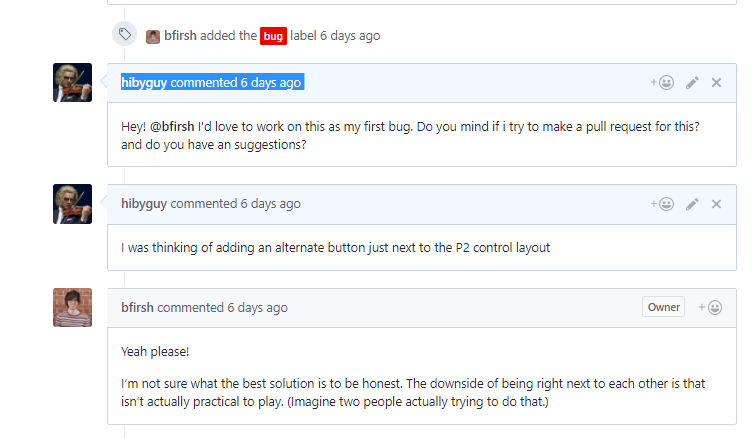 bfirsh added the bug label 6 days ago
hibyguy commented 6 days ago
Hey! @bfirsh I'd love to work on this as my first bug. Do you mind if i try to make a pull request for this?
and do you have an suggestions?
hibyguy commented 6 days ago
I was thinking of adding an alternate button just next to the P2 control layout
bfirsh commented 6 days ago Owner
Yeah please!
I'm not sure what the best solution is to be honest. The downside of being right next to each other is that
isn't actually practical to play. (Imagine two people actually trying to do that.)